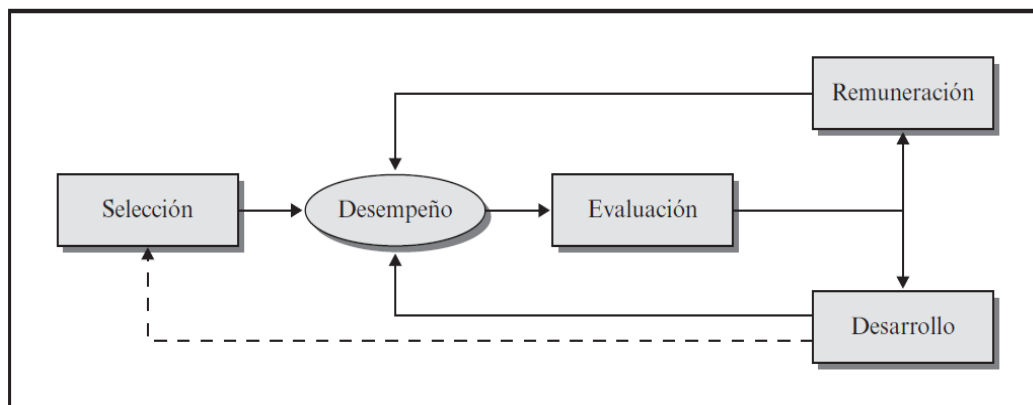 Remuneración
Selección
Desempeño
Evaluación
Desarrollo